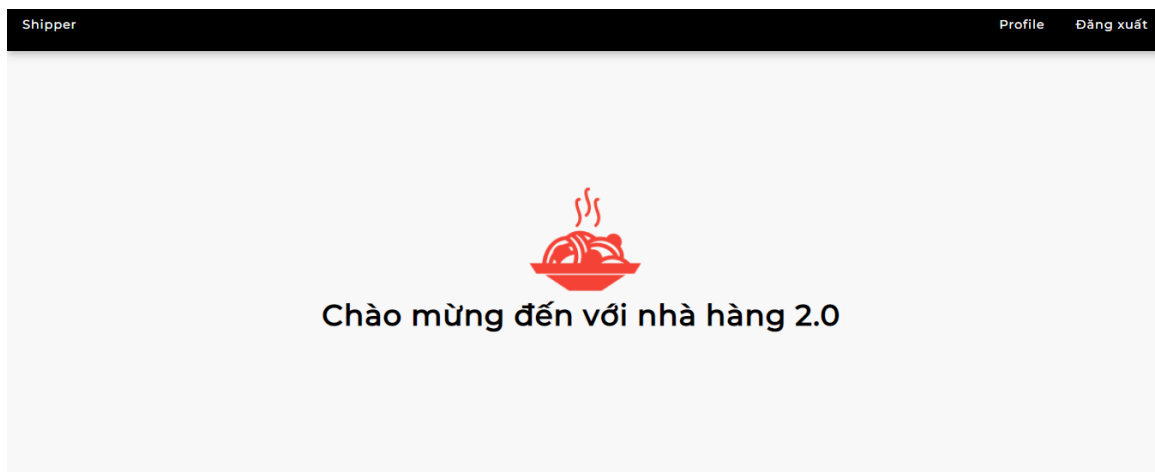 Shipper Profile Đăng xuất
Chào mừng đến với nhà hàng 2.0